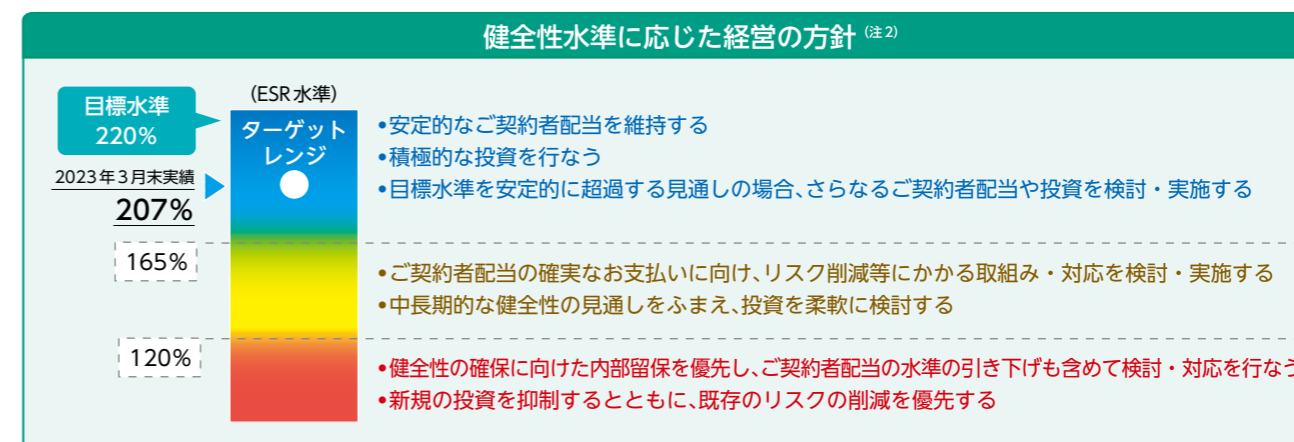 健全性水準に応じた経営の方針(注2)
目標水準
220%
2023年3月末実績
207%
165%
120%
(ESR水準)
ターゲット
レンジ
•安定的なご契約者配当を維持する
•積極的な投資を行なう
•目標水準を安定的に超過する見通しの場合、さらなるご契約者配当や投資を検討・実施する
•ご契約者配当の確実なお支払いに向け、リスク削減等にかかる取組み・対応を検討・実施する
•中長期的な健全性の見通しをふまえ、投資を柔軟に検討する
•健全性の確保に向けた内部留保を優先し、ご契約者配当の水準の引き下げも含めて検討・対応を行なう
•新規の投資を抑制するとともに、既存のリスクの削減を優先する